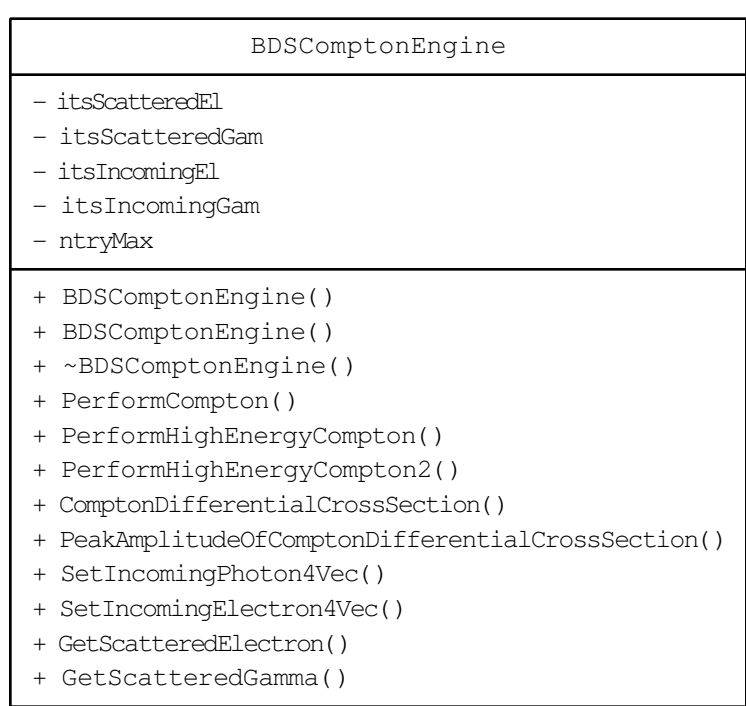 BDSComptonEngine
- itsScatteredEl
- itsScatteredGam
- itsIncomingEl
- itsIncomingGam
- ntryMax
+ BDSComptonEngine()
+ BDSComptonEngine()
+ ~BDSComptonEngine()
+ PerformCompton()
+ PerformHighEnergyCompton()
+ PerformHighEnergyCompton2()
+ ComptonDifferentialCrossSection()
+ PeakAmplitudeOfComptonDifferentialCrossSection()
+ SetIncomingPhoton4Vec()
+ SetIncomingElectron4Vec()
+ GetScatteredElectron()
+ GetScatteredGamma()